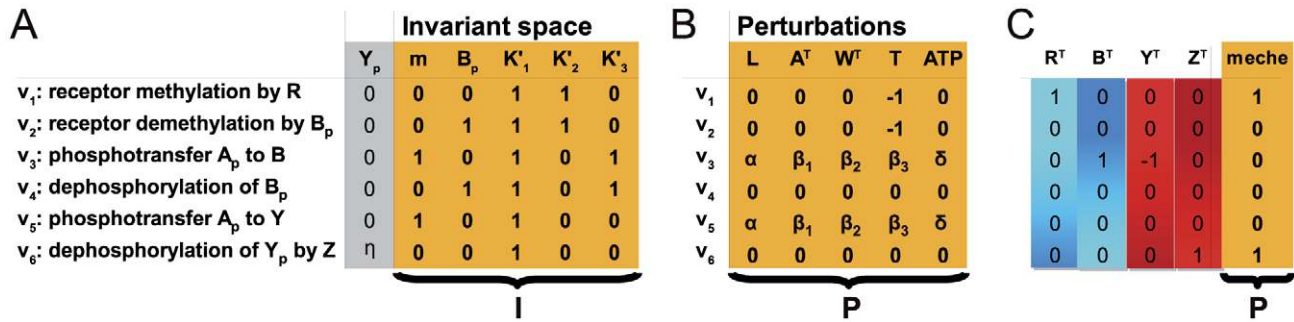 A
Invariant space
Yp m Bp K'1 K'2 K'3
v1: receptor methylation by R 0 0 0 1 1 0
v2: receptor demethylation by Bp 0 0 1 1 1 0
v3: phosphotransfer Ap to B 0 1 0 1 0 1
v4: dephosphorylation of Bp 0 0 1 1 0 1
v5: phosphotransfer Ap to Y 0 1 0 1 0 0
v6: dephosphorylation of Yp by Z η 0 0 1 0 0
I
B
Perturbations
L Aᵀ Wᵀ T ATP
v1 0 0 0 -1 0
v2 0 0 0 -1 0
v3 α β1 β2 β3 δ
v4 0 0 0 0 0
v5 α β1 β2 β3 δ
v6 0 0 0 0 0
P
C
Rᵀ Bᵀ Yᵀ Zᵀ meche
1 0 0 0 1
0 0 0 0 0
0 1 -1 0 0
0 0 0 0 0
0 0 0 0 0
0 0 0 1 1
P